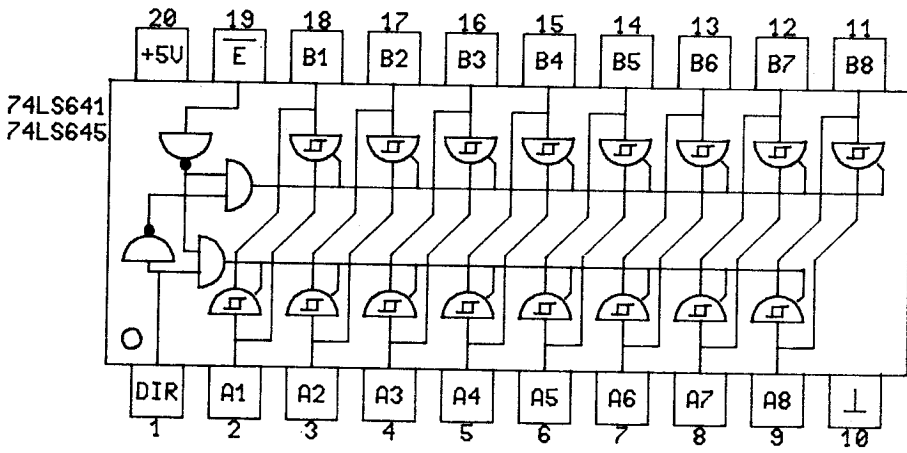 20 19 18 17 16 15 14 13 12 11
+5V E B1 B2 B3 B4 B5 B6 B7 B8
74LS641
74LS645
DIR A1 A2 A3 A4 A5 A6 A7 A8 ⊥
1 2 3 4 5 6 7 8 9 10